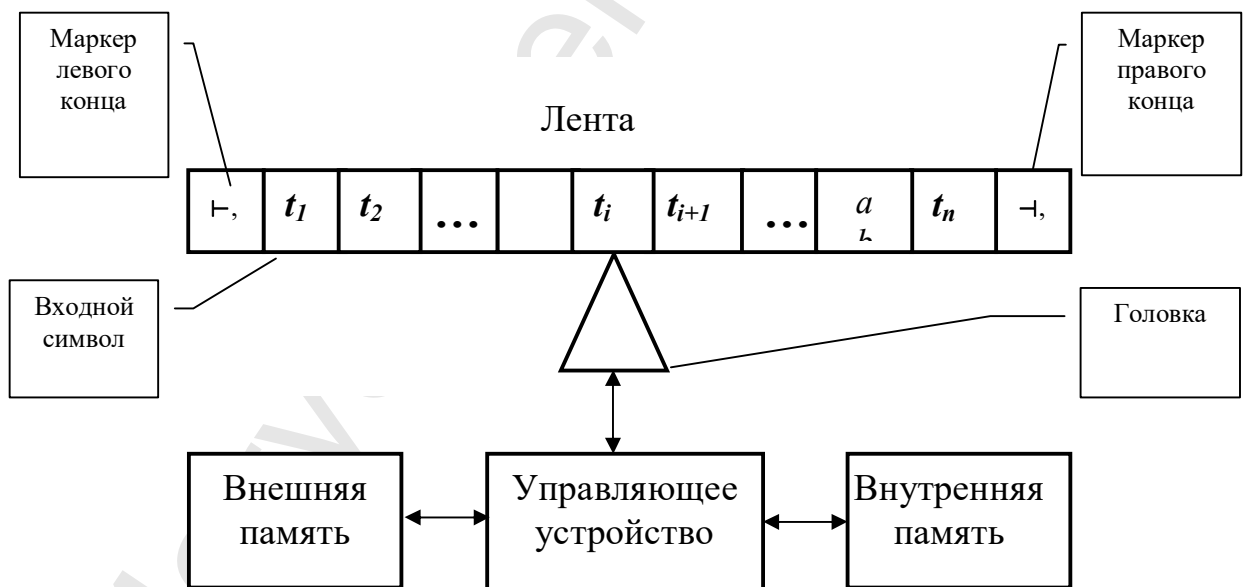 Маркер
левого
конца
Маркер
правого
конца
Лента
⊢, t1 t2 ... ti ti+1 ... a tn ⊣,
Входной
символ
Головка
Внешняя
память
Управляющее
устройство
Внутренняя
память